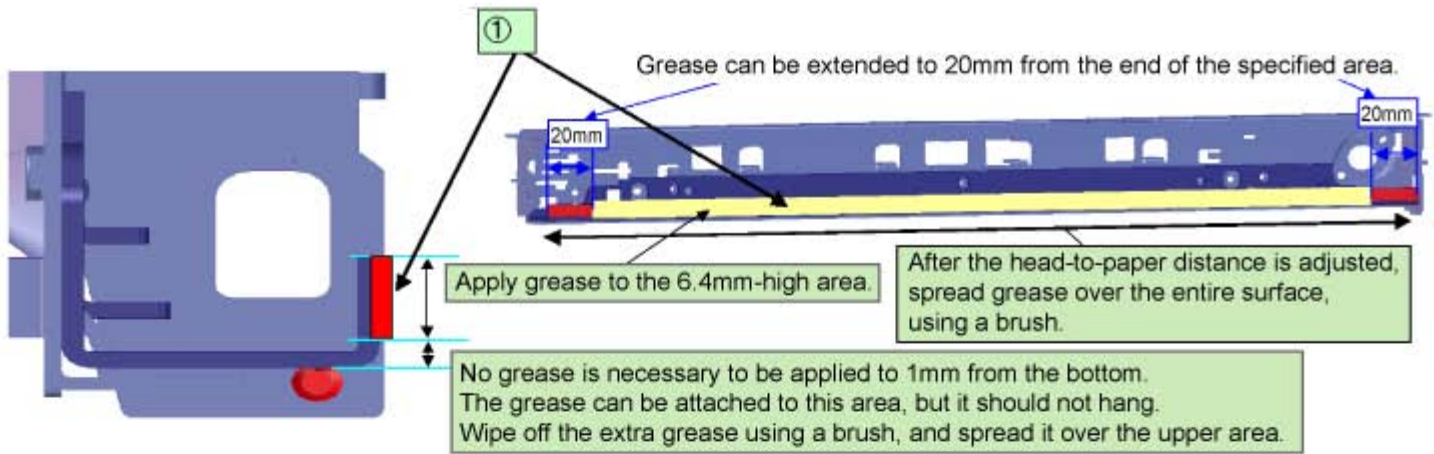 ①
Grease can be extended to 20mm from the end of the specified area.
20mm
20mm
Apply grease to the 6.4mm-high area.
After the head-to-paper distance is adjusted,
spread grease over the entire surface,
using a brush.
No grease is necessary to be applied to 1mm from the bottom.
The grease can be attached to this area, but it should not hang.
Wipe off the extra grease using a brush, and spread it over the upper area.